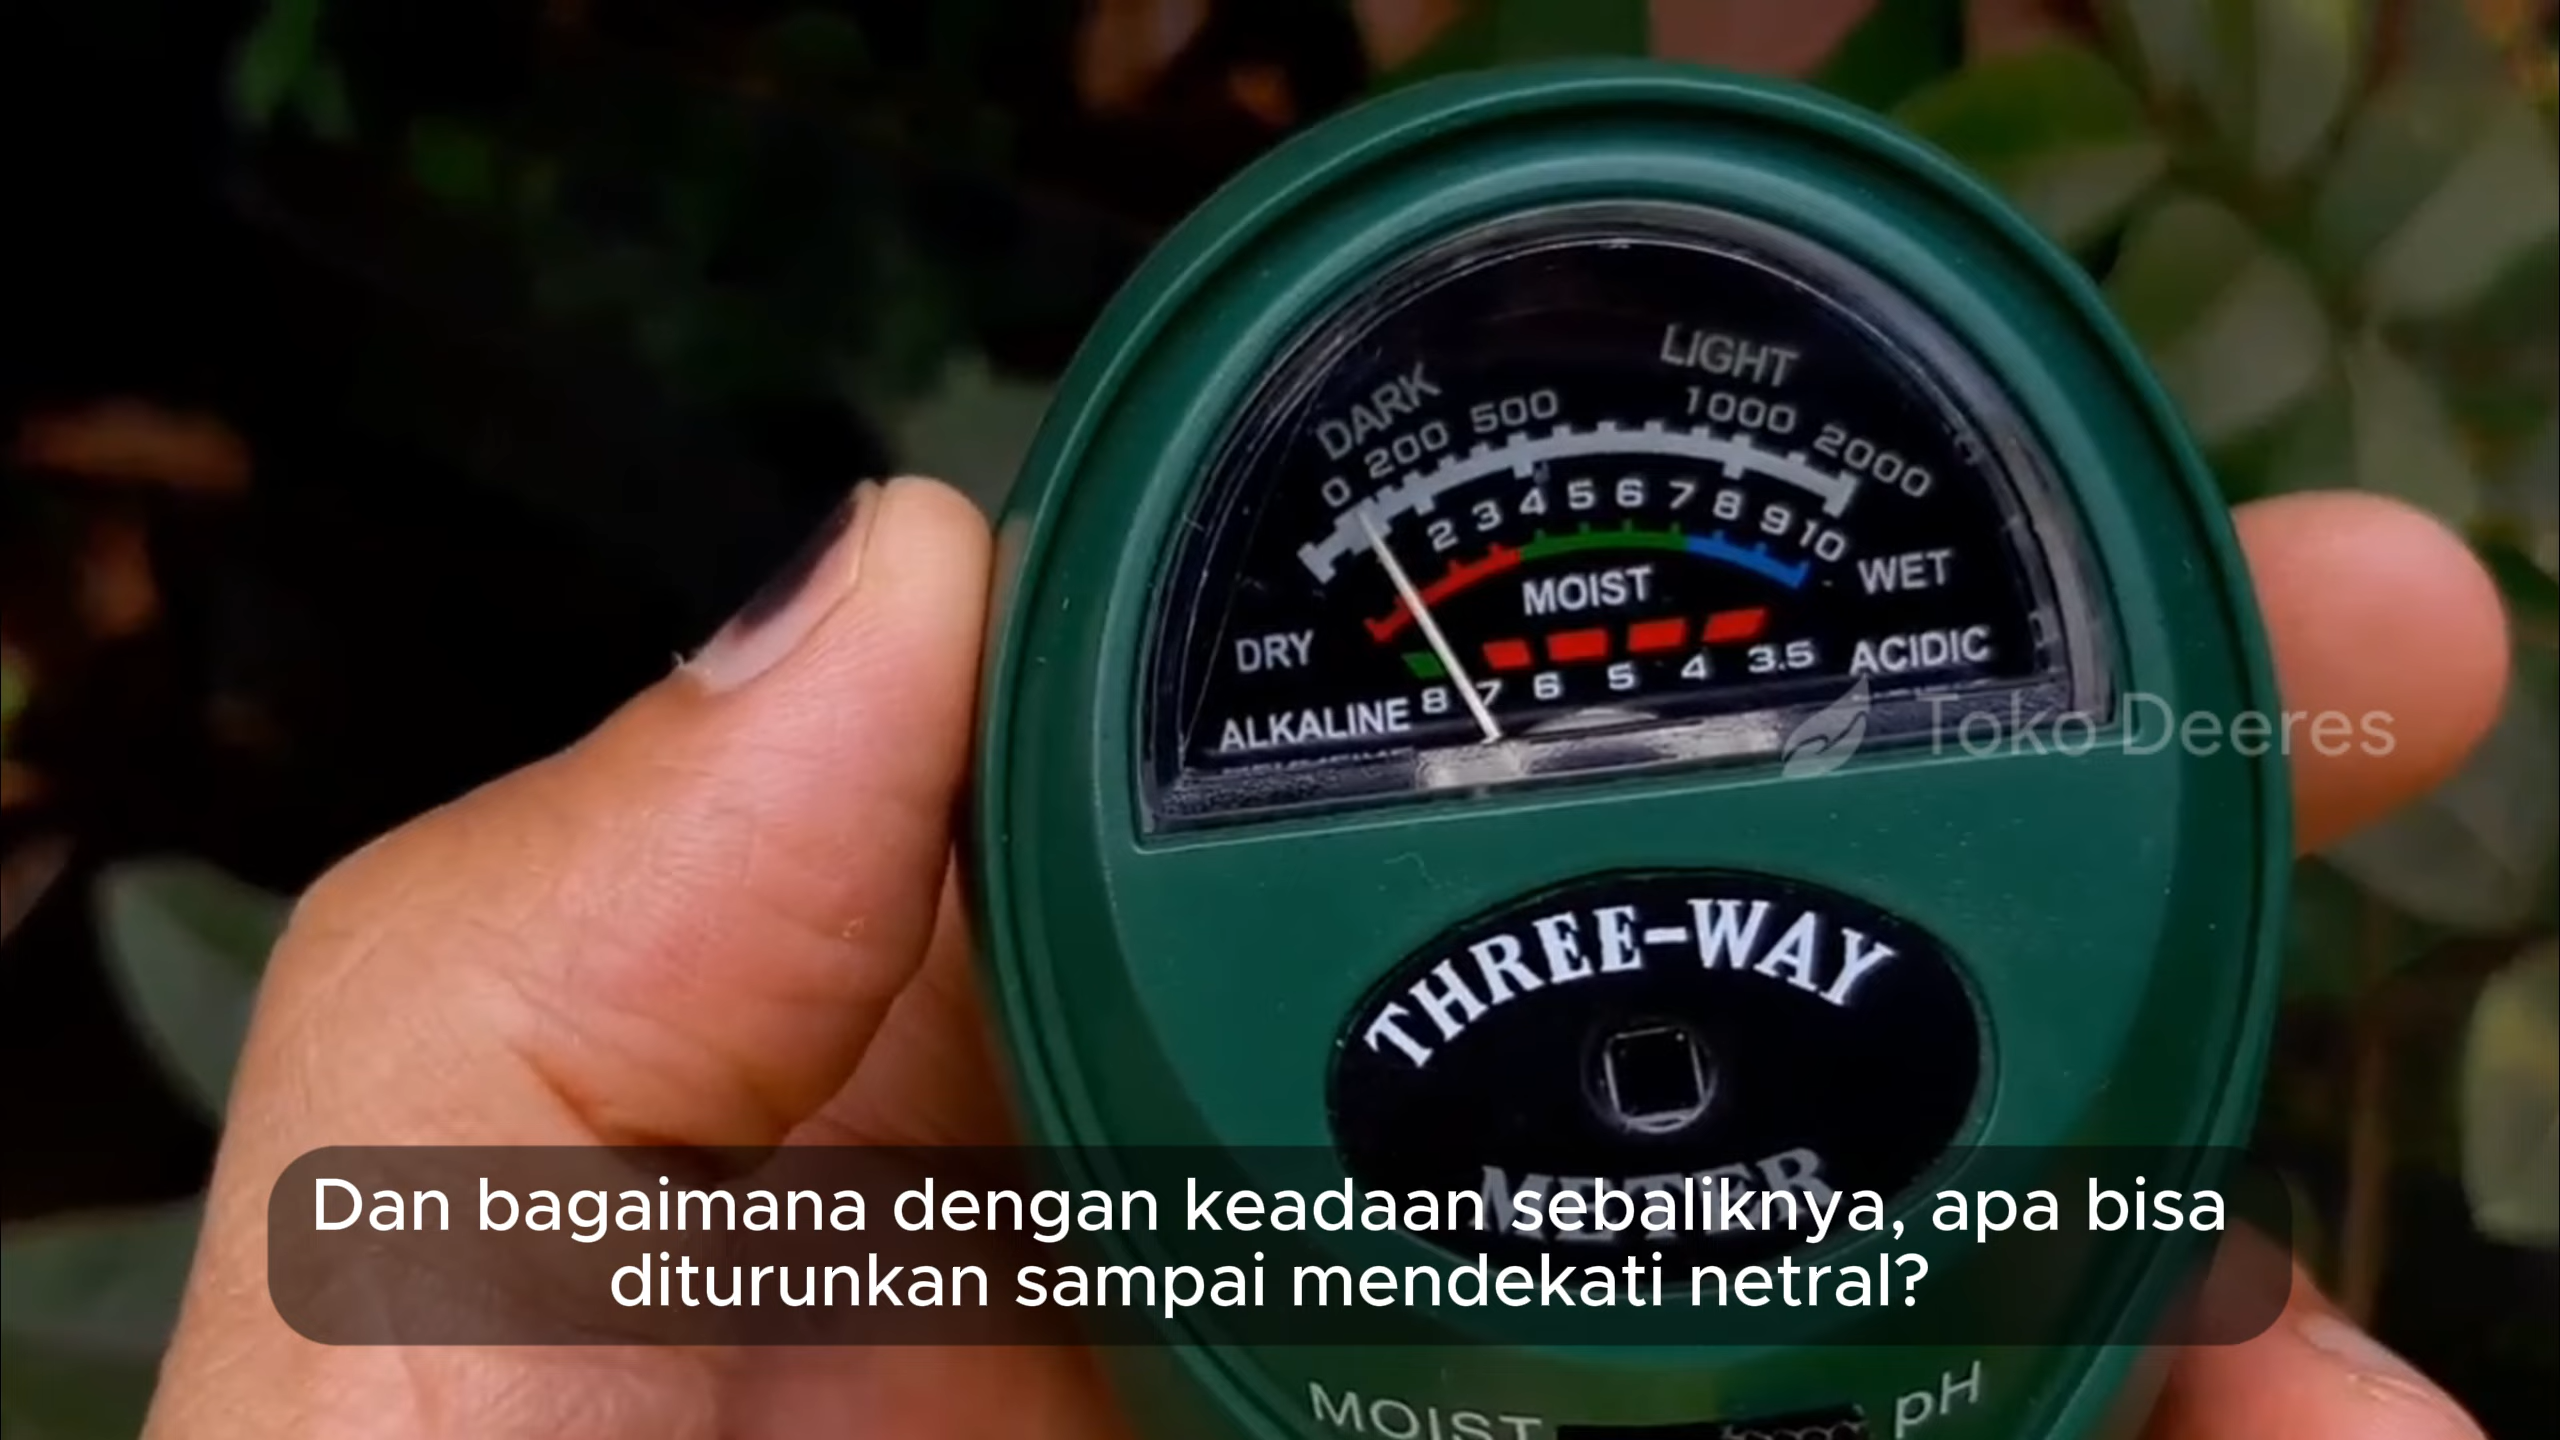 LIGHT
DARK
0 200 500 1000 2000
2 3 4 5 6 7 8 9 10
DRY MOIST WET
8 7 6 5 4 3.5
ALKALINE ACIDIC
Toko Deeres
THREE-WAY
METER
Dan bagaimana dengan keadaan sebaliknya, apa bisa
diturunkan sampai mendekati netral?
MOIST pH